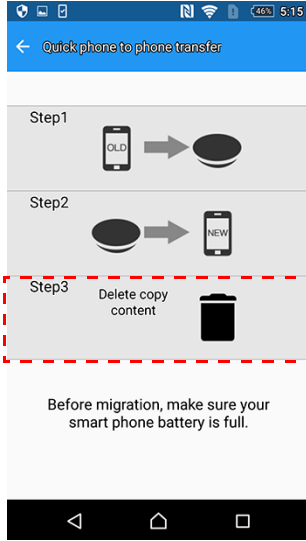 46%
5:15
Quick phone to phone transfer
Step1
OLD
Step2
NEW
Step3
Delete copy
content
Before migration, make sure your
smart phone battery is full.